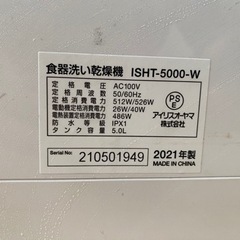 食器洗い乾燥機 ISHT-5000-W
定格電圧 AC100V
定格周波数 50/60Hz
定格消費電力 512W/526W
電動機定格消費電力 26W/40W
電熱装置定格消費電力 486W
防水等級 IPX1
タンク容量 5.0L
PSE
アイリスオーヤマ
Serial No. 210501949
2021年製
MADE IN CHINA